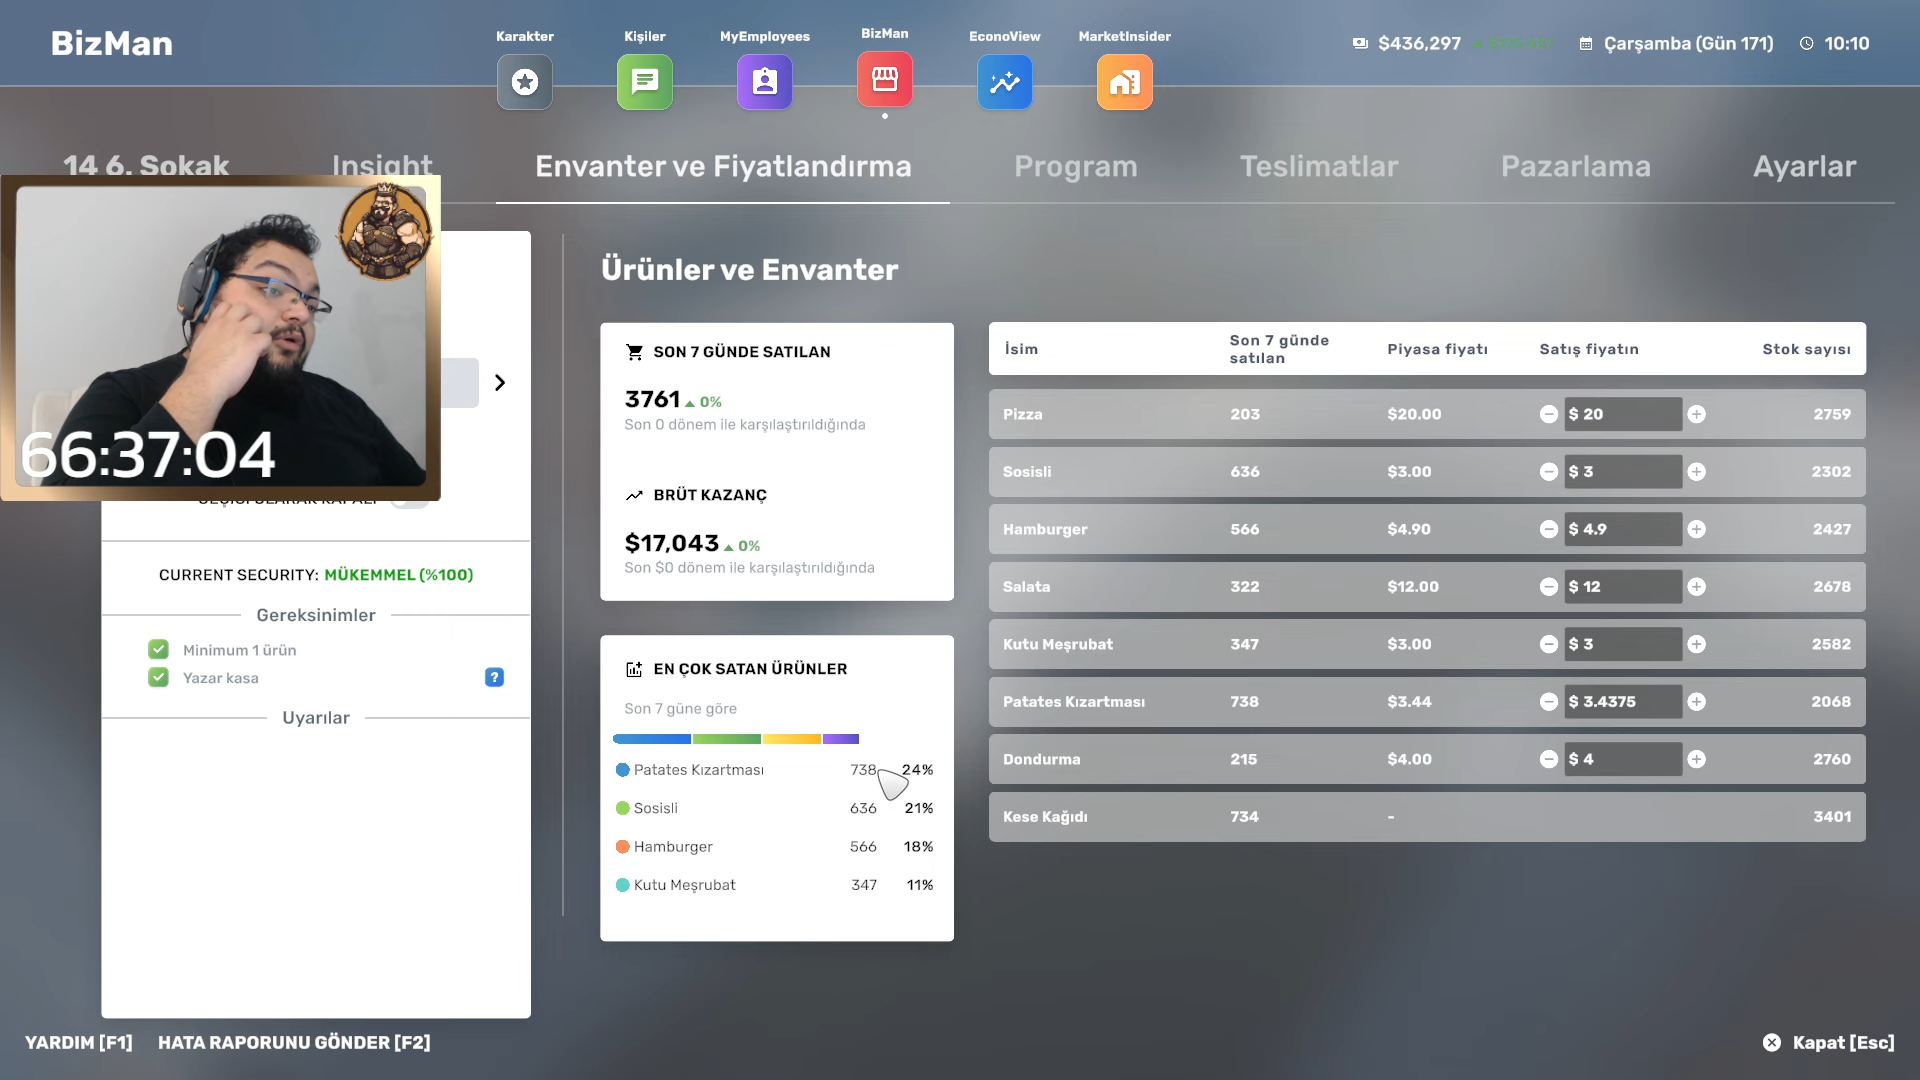 BizMan
Karakter
Kişiler
MyEmployees
BizMan
EconoView
MarketInsider
$436,297
Çarşamba (Gün 171)
10:10
14 6. Sokak
Insight
Envanter ve Fiyatlandırma
Program
Teslimatlar
Pazarlama
Ayarlar
66:37:04
CURRENT SECURITY: MÜKEMMEL (%100)
Gereksinimler
Minimum 1 ürün
Yazar kasa
?
Uyarılar
Ürünler ve Envanter
SON 7 GÜNDE SATILAN
3761 0%
Son 0 dönem ile karşılaştırıldığında
BRÜT KAZANÇ
$17,043 0%
Son $0 dönem ile karşılaştırıldığında
EN ÇOK SATAN ÜRÜNLER
Son 7 güne göre
Patates Kızartması 738 24%
Sosisli 636 21%
Hamburger 566 18%
Kutu Meşrubat 347 11%
İsim Son 7 günde satılan Piyasa fiyatı Satış fiyatın Stok sayısı
Pizza 203 $20.00 $ 20 2759
Sosisli 636 $3.00 $ 3 2302
Hamburger 566 $4.90 $ 4.9 2427
Salata 322 $12.00 $ 12 2678
Kutu Meşrubat 347 $3.00 $ 3 2582
Patates Kızartması 738 $3.44 $ 3.4375 2068
Dondurma 215 $4.00 $ 4 2760
Kese Kağıdı 734 - 3401
YARDIM [F1]
HATA RAPORUNU GÖNDER [F2]
Kapat [Esc]